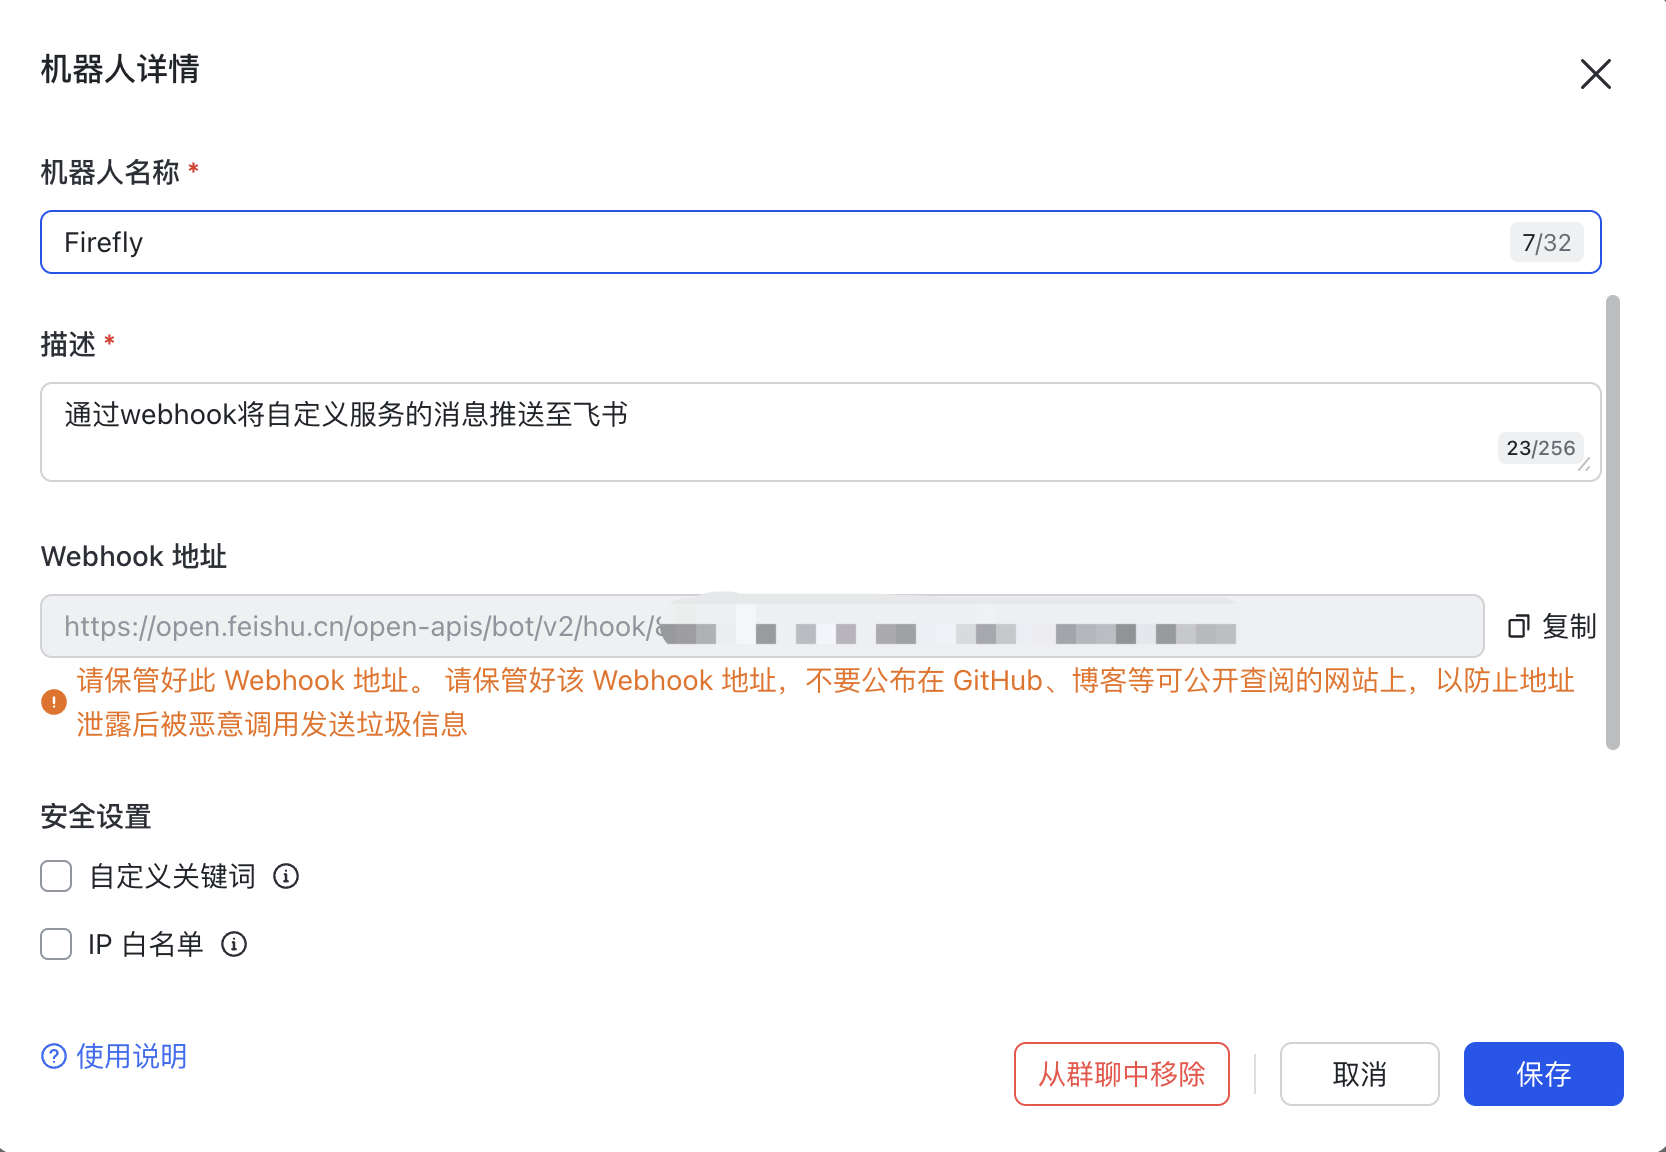 机器人详情
机器人名称 *
Firefly
7/32
描述 *
通过webhook将自定义服务的消息推送至飞书
23/256
Webhook 地址
https://open.feishu.cn/open-apis/bot/v2/hook/
复制
请保管好此 Webhook 地址。 请保管好该 Webhook 地址，不要公布在 GitHub、博客等可公开查阅的网站上，以防止地址
泄露后被恶意调用发送垃圾信息
安全设置
自定义关键词
IP 白名单
使用说明
从群聊中移除
取消
保存